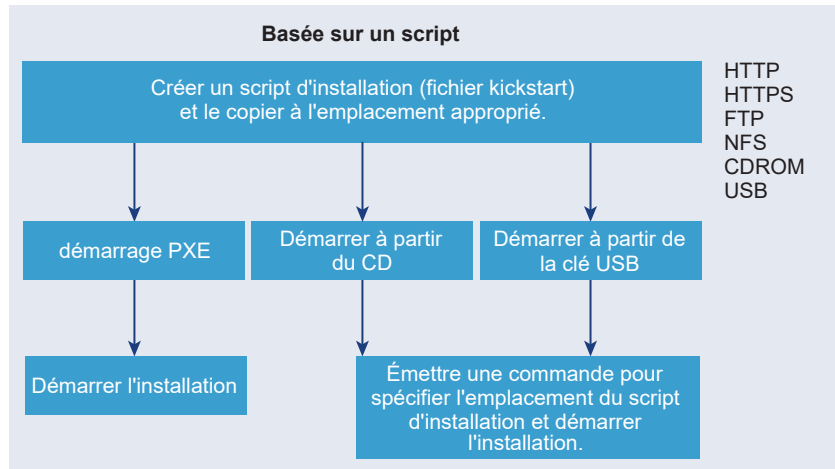 Basée sur un script
Créer un script d'installation (fichier kickstart)
et le copier à l'emplacement approprié.
HTTP
HTTPS
FTP
NFS
CDROM
USB
démarrage PXE
Démarrer à partir
du CD
Démarrer à partir de
la clé USB
Démarrer l'installation
Émettre une commande pour
spécifier l'emplacement du script
d'installation et démarrer
l'installation.